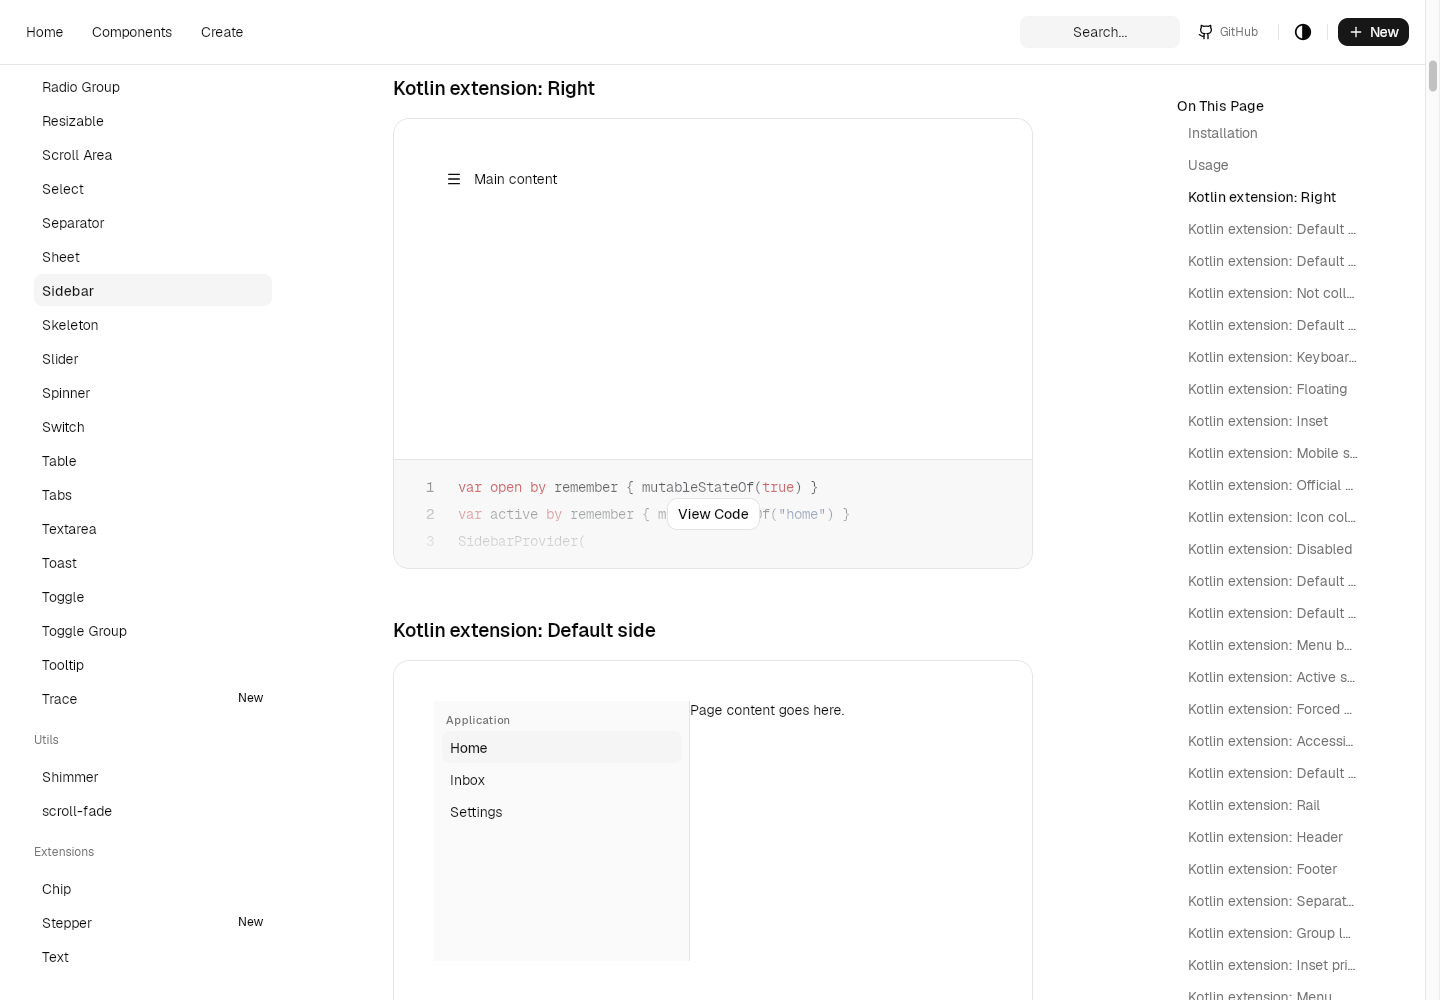 Home
Components
Create
Search...
GitHub
New
Radio Group
Resizable
Scroll Area
Select
Separator
Sheet
Sidebar
Skeleton
Slider
Spinner
Switch
Table
Tabs
Textarea
Toast
Toggle
Toggle Group
Tooltip
Trace New
Utils
Shimmer
scroll-fade
Extensions
Chip
Stepper New
Text
Kotlin extension: Right
Main content
1 var open by remember { mutableStateOf(true) }
2 var active by remember { m Of("home") }
View Code
3 SidebarProvider(
Kotlin extension: Default side
Application
Home
Inbox
Settings
Page content goes here.
On This Page
Installation
Usage
Kotlin extension: Right
Kotlin extension: Default ...
Kotlin extension: Default ...
Kotlin extension: Not coll...
Kotlin extension: Default ...
Kotlin extension: Keyboar...
Kotlin extension: Floating
Kotlin extension: Inset
Kotlin extension: Mobile s...
Kotlin extension: Official ...
Kotlin extension: Icon col...
Kotlin extension: Disabled
Kotlin extension: Default ...
Kotlin extension: Default ...
Kotlin extension: Menu b...
Kotlin extension: Active s...
Kotlin extension: Forced ...
Kotlin extension: Accessi...
Kotlin extension: Default ...
Kotlin extension: Rail
Kotlin extension: Header
Kotlin extension: Footer
Kotlin extension: Separat...
Kotlin extension: Group l...
Kotlin extension: Inset pri...
Kotlin extension: Menu